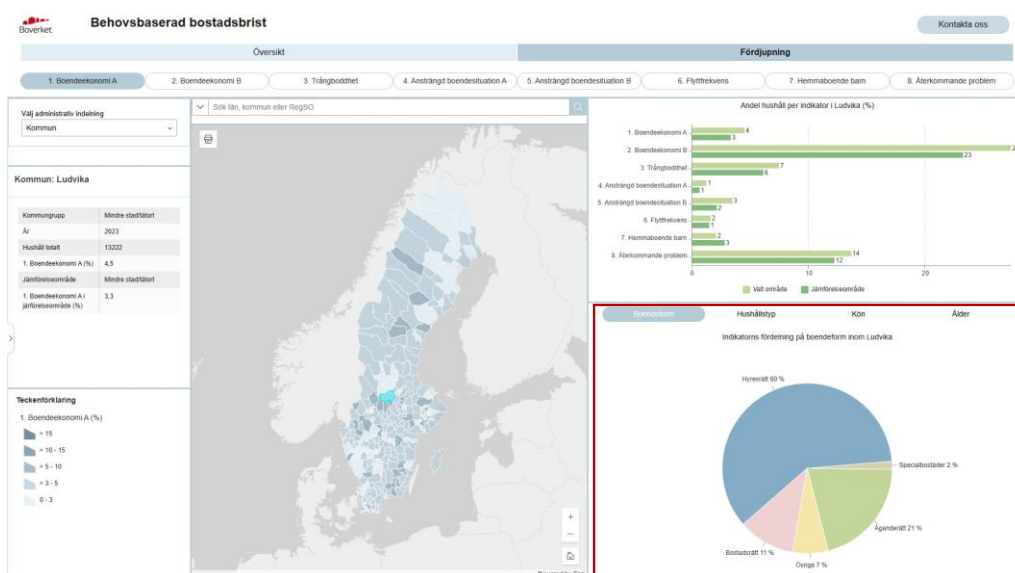 Boverket
Behovsbaserad bostadsbrist
Kontakta oss
Översikt
Fördjupning
1. Boendeekonomi A
2. Boendeekonomi B
3. Trångboddhet
4. Ansträngd boendesituation A
5. Ansträngd boendesituation B
6. Flyttfrekvens
7. Hemmaboende barn
8. Återkommande problem
Välj administrativ indelning
Kommun
Kommun: Ludvika
Kommungrupp Mindre stad/tätort
År 2023
Hushåll totalt 13222
1. Boendeekonomi A (%) 4,5
Jämförelseområde Mindre stad/tätort
1. Boendeekonomi A i
jämförelseområde (%) 3,3
Teckenförklaring
1. Boendeekonomi A (%)
> 15
> 10 - 15
> 5 - 10
> 3 - 5
0 - 3
Sök län, kommun eller RegSO
+
−
Andel hushåll per indikator i Ludvika (%)
1. Boendeekonomi A 4 3
2. Boendeekonomi B 23
3. Trångboddhet 7 6
4. Ansträngd boendesituation A 1 1
5. Ansträngd boendesituation B 3 2
6. Flyttfrekvens 2 1
7. Hemmaboende barn 2 3
8. Återkommande problem 14 12
0 10 20
Valt område Jämförelseområde
Boendeform Hushållstyp Kön Ålder
Indikatorns fördelning på boendeform inom Ludvika
Hyresrätt 60 %
Specialbostäder 2 %
Äganderätt 21 %
Bostadsrätt 11 %
Övriga 7 %